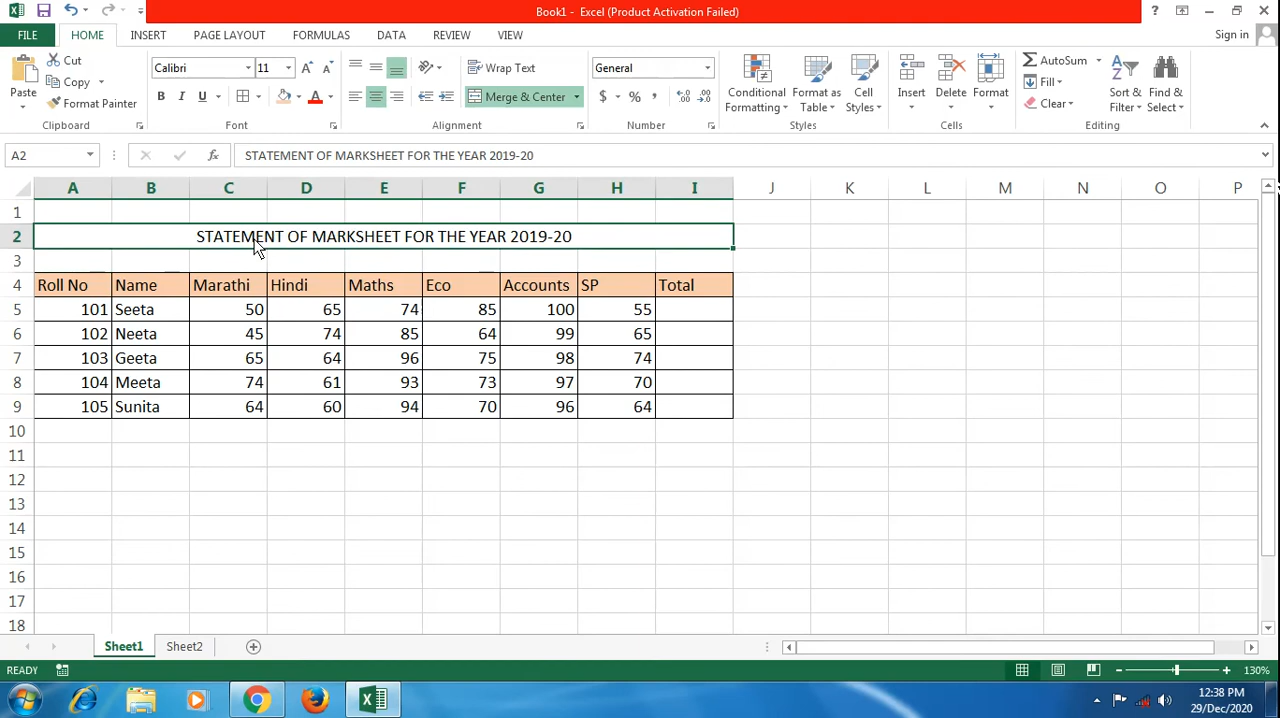 Book1 - Excel (Product Activation Failed)
?
FILE HOME INSERT PAGE LAYOUT FORMULAS DATA REVIEW VIEW Sign in
Cut
Copy
Format Painter
Paste
Clipboard
Calibri 11
B I U A
Font
Wrap Text
Merge & Center
Alignment
General
$ % ,
Number
Conditional Formatting
Format as Table
Cell Styles
Styles
Insert Delete Format
Cells
AutoSum
Fill
Clear
Sort & Filter
Find & Select
Editing
A2 fx STATEMENT OF MARKSHEET FOR THE YEAR 2019-20
A B C D E F G H I J K L M N O P
1
2 STATEMENT OF MARKSHEET FOR THE YEAR 2019-20
3
4 Roll No Name Marathi Hindi Maths Eco Accounts SP Total
5 101 Seeta 50 65 74 85 100 55
6 102 Neeta 45 74 85 64 99 65
7 103 Geeta 65 64 96 75 98 74
8 104 Meeta 74 61 93 73 97 70
9 105 Sunita 64 60 94 70 96 64
10
11
12
13
14
15
16
17
18
Sheet1 Sheet2
READY 130%
12:38 PM
29/Dec/2020